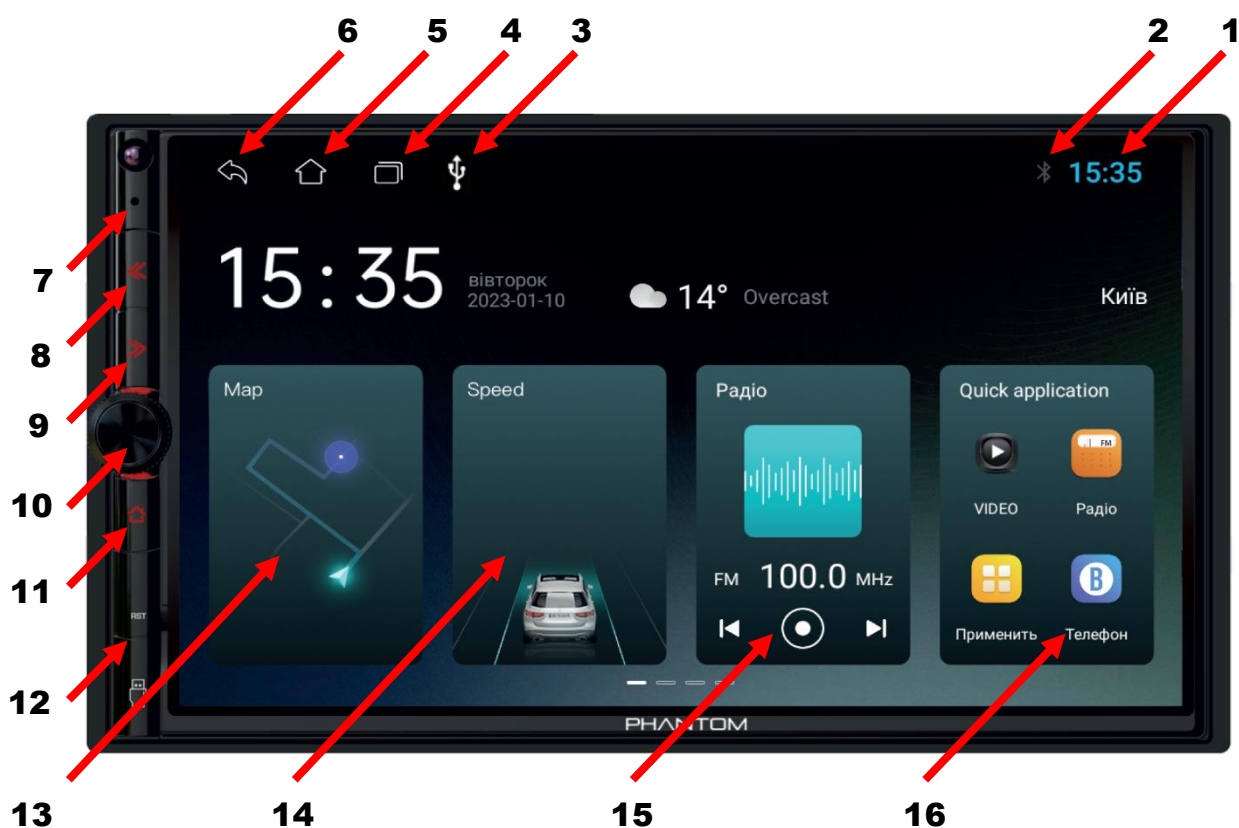 6 5 4 3 2 1
15:35
15:35
вівторок
2023-01-10
14° Overcast
Київ
7
8
9
10
11
12
Map
Speed
Радіо
FM 100.0 MHz
Quick application
FM
VIDEO Радіо
B
Применить Телефон
RST
PHANTOM
13 14 15 16